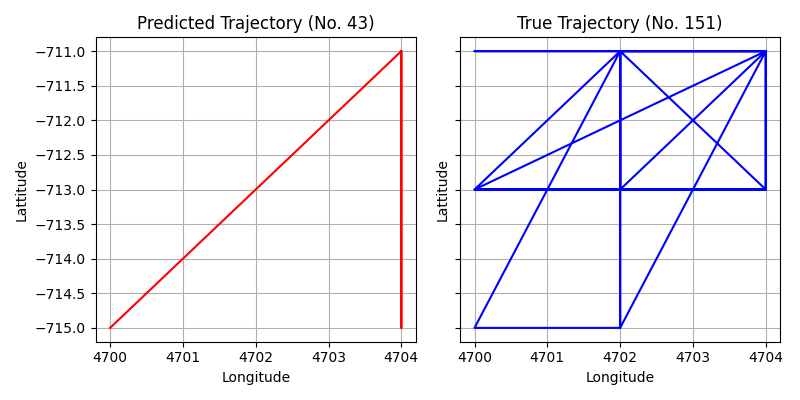 Predicted Trajectory (No. 43)
True Trajectory (No. 151)
−711.0
−711.5
−712.0
−712.5
−713.0
−713.5
−714.0
−714.5
−715.0
Lattitude
Lattitude
4700 4701 4702 4703 4704
4700 4701 4702 4703 4704
Longitude
Longitude